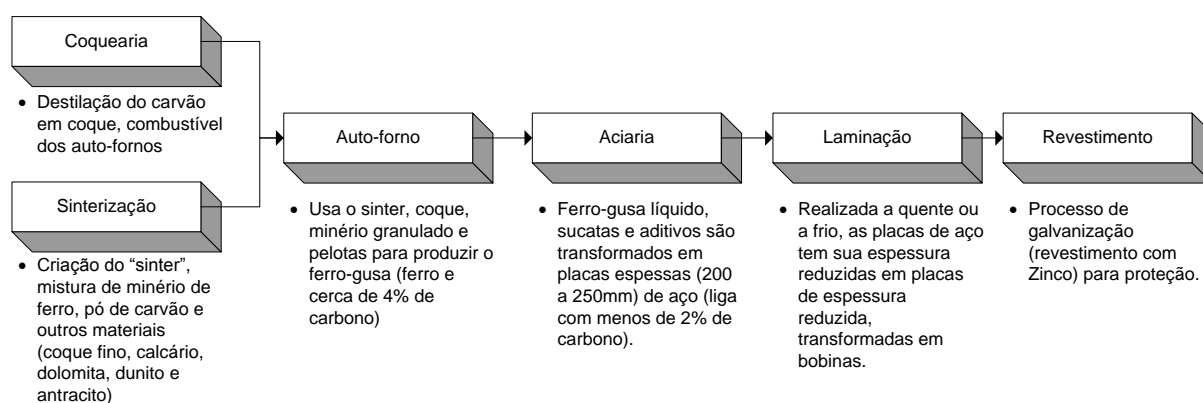 Coquearia
• Destilação do carvão
em coque, combustível
dos auto-fornos
Sinterização
• Criação do “sinter”,
mistura de minério de
ferro, pó de carvão e
outros materiais
(coque fino, calcário,
dolomita, dunito e
antracito)
Auto-forno
• Usa o sinter, coque,
minério granulado e
pelotas para produzir o
ferro-gusa (ferro e
cerca de 4% de
carbono)
Aciaria
• Ferro-gusa líquido,
sucatas e aditivos são
transformados em
placas espessas (200
a 250mm) de aço (liga
com menos de 2% de
carbono).
Laminação
• Realizada a quente ou
a frio, as placas de aço
tem sua espessura
reduzidas em placas
de espessura
reduzida,
transformadas em
bobinas.
Revestimento
• Processo de
galvanização
(revestimento com
Zinco) para proteção.